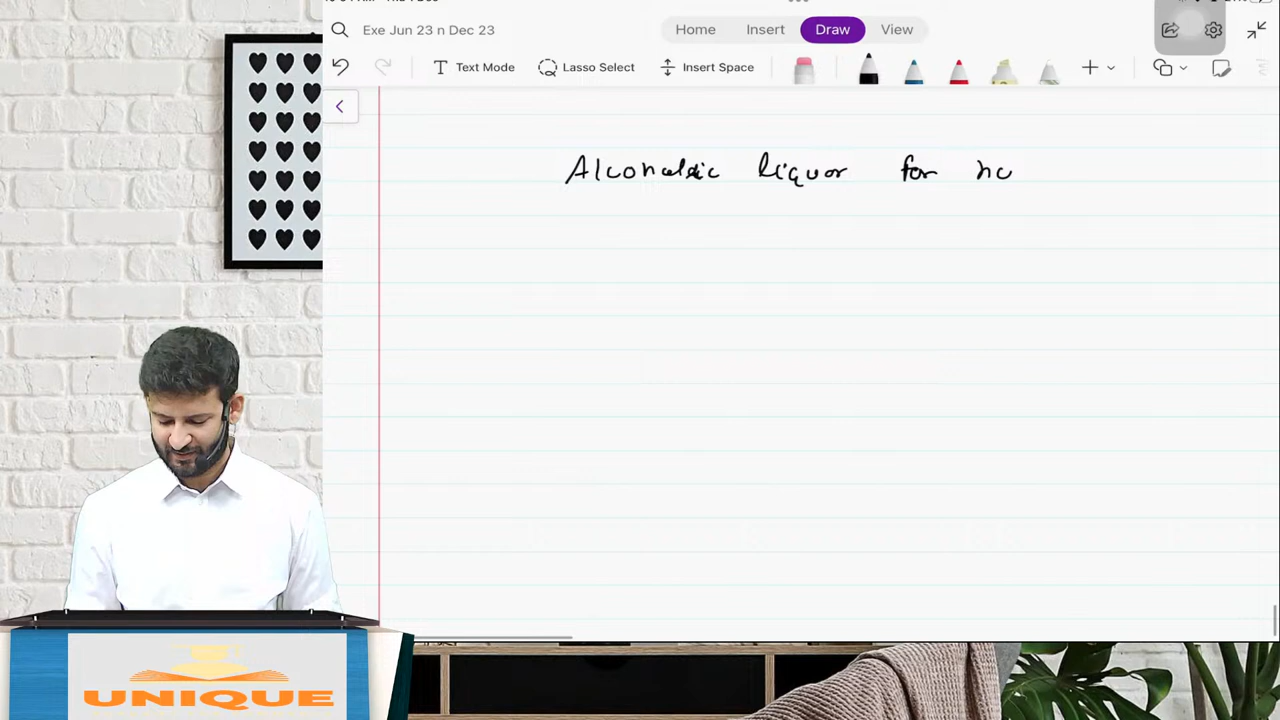 Exe Jun 23 n Dec 23
Home Insert Draw View
Text Mode Lasso Select Insert Space
Alcoholic liquor for
UNIQUE